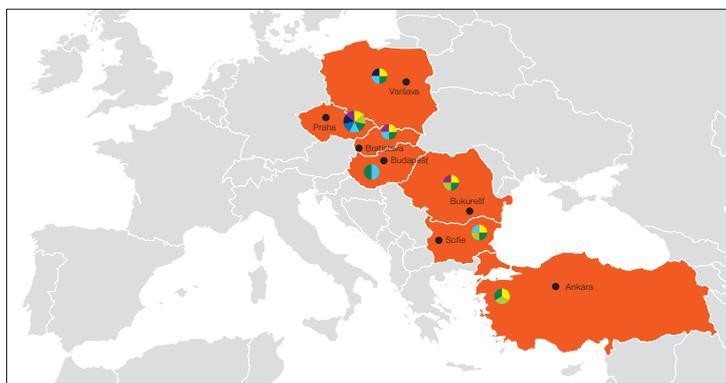 Varšava
Praha
Bratislava
Budapešť
Bukurešť
Sofie
Ankara